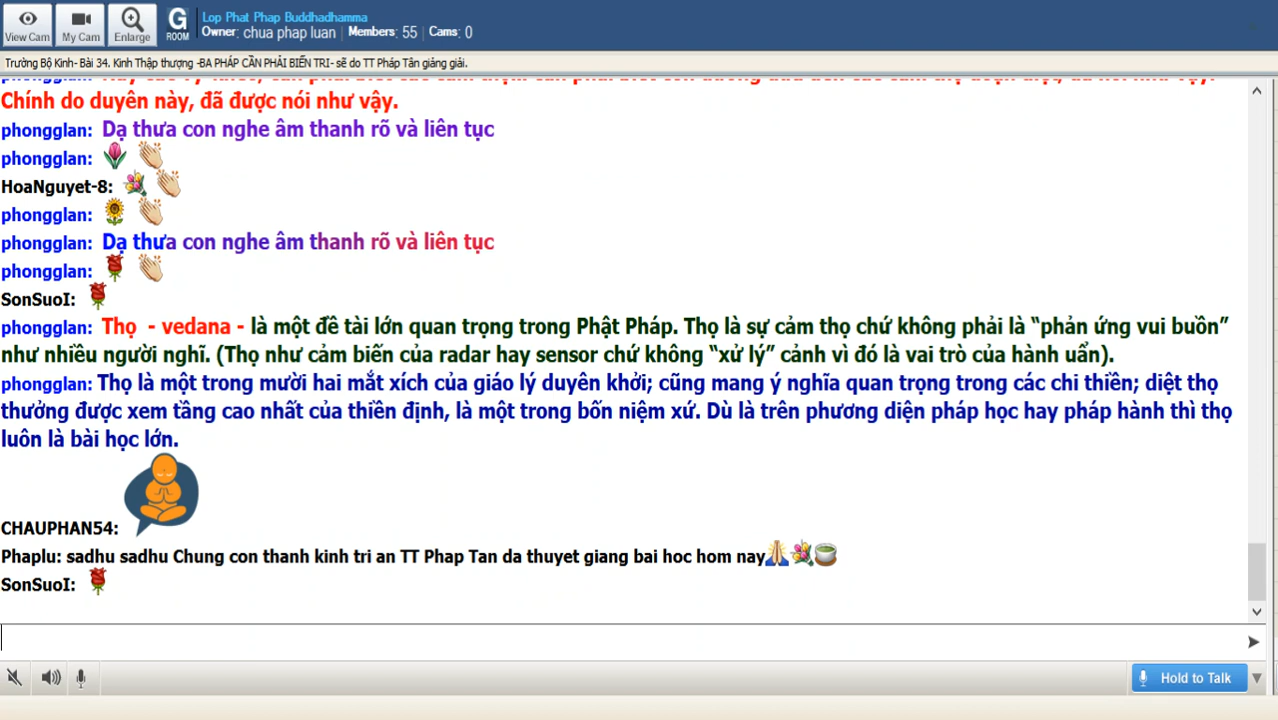 View Cam
My Cam
Enlarge
G
ROOM
Lop Phat Phap Buddhadhamma
Owner: chua phap luan | Members: 55 | Cams: 0
Trường Bộ Kinh- Bài 34. Kinh Thập thượng -BA PHÁP CẦN PHẢI BIẾN TRI- sẽ do TT Pháp Tân giảng giải.
Chính do duyên này, đã được nói như vậy.
phongglan: Dạ thưa con nghe âm thanh rõ và liên tục
phongglan:
HoaNguyet-8:
phongglan:
phongglan: Dạ thưa con nghe âm thanh rõ và liên tục
phongglan:
SonSuoI:
phongglan: Thọ - vedana - là một đề tài lớn quan trọng trong Phật Pháp. Thọ là sự cảm thọ chứ không phải là “phản ứng vui buồn”
như nhiều người nghĩ. (Thọ như cảm biến của radar hay sensor chứ không “xử lý” cảnh vì đó là vai trò của hành uẩn).
phongglan: Thọ là một trong mười hai mắt xích của giáo lý duyên khởi; cũng mang ý nghĩa quan trọng trong các chi thiền; diệt thọ
thưởng được xem tầng cao nhất của thiền định, là một trong bốn niệm xứ. Dù là trên phương diện pháp học hay pháp hành thì thọ
luôn là bài học lớn.
CHAUPHAN54:
Phaplu: sadhu sadhu Chung con thanh kinh tri an TT Phap Tan da thuyet giang bai hoc hom nay
SonSuoI:
Hold to Talk